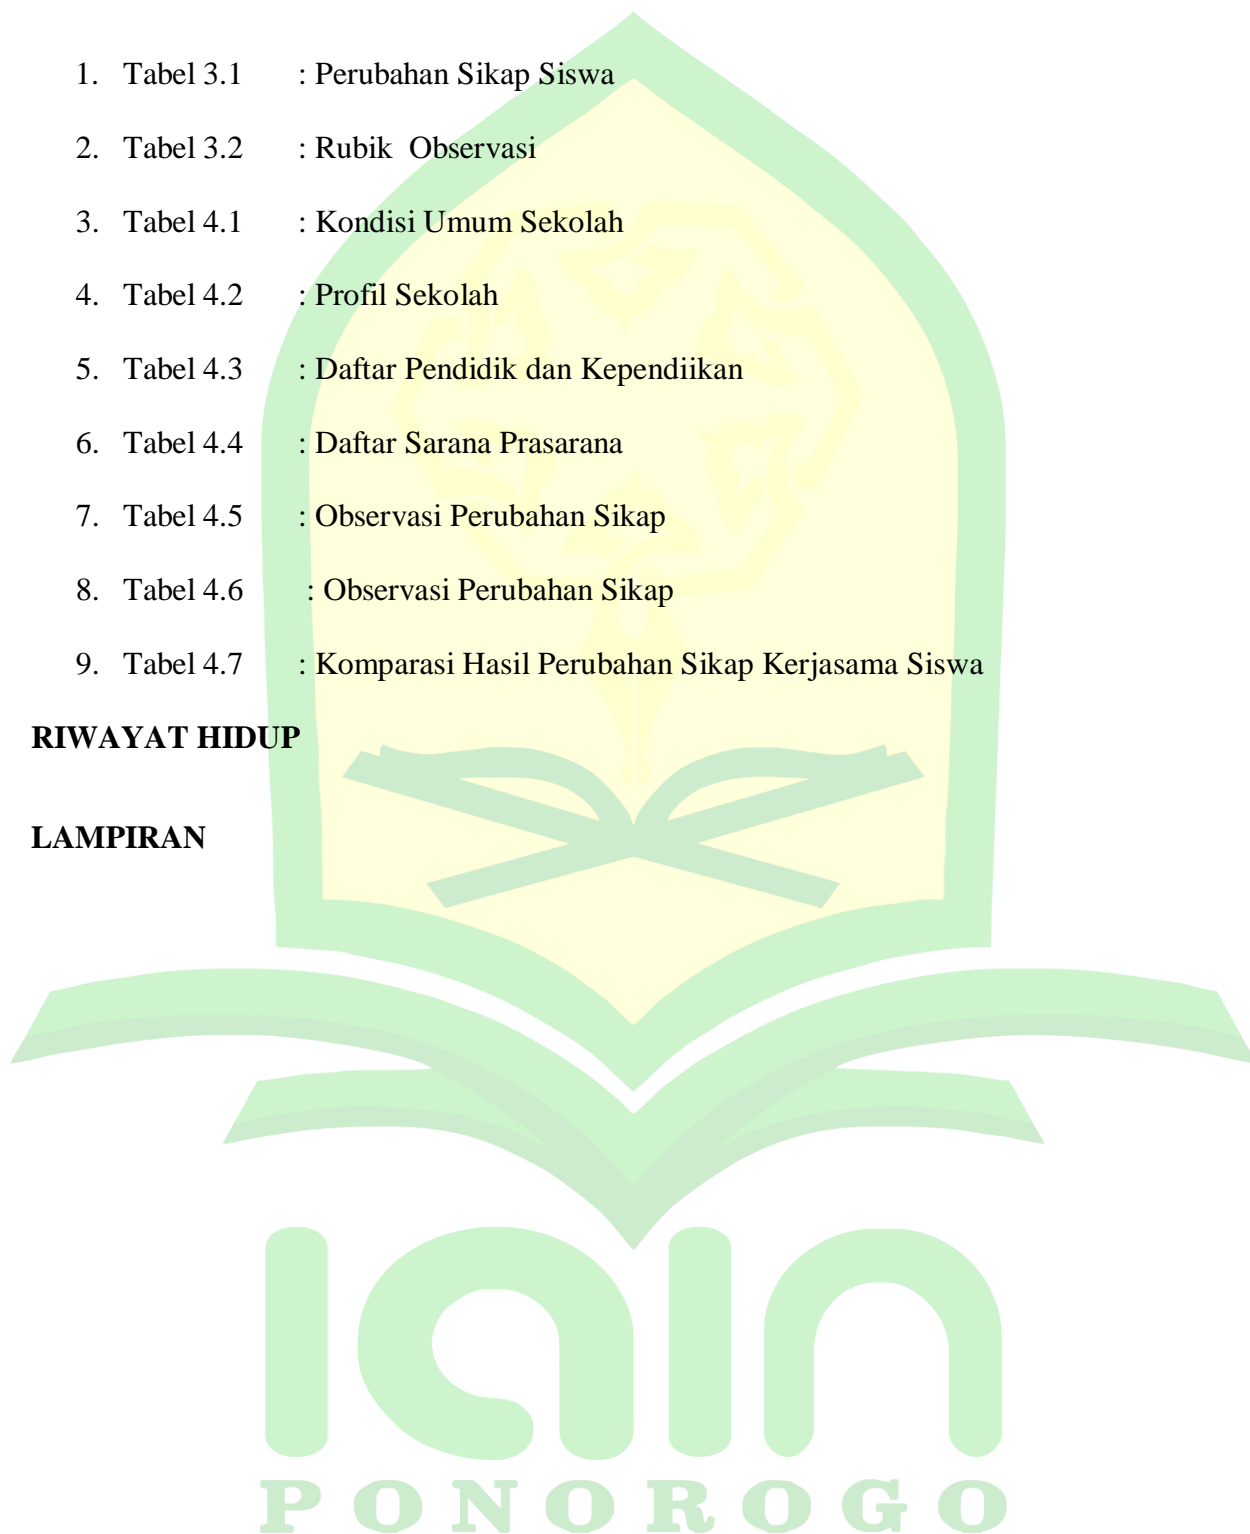 1. Tabel 3.1 : Perubahan Sikap Siswa
2. Tabel 3.2 : Rubik Observasi
3. Tabel 4.1 : Kondisi Umum Sekolah
4. Tabel 4.2 : Profil Sekolah
5. Tabel 4.3 : Daftar Pendidik dan Kependiikan
6. Tabel 4.4 : Daftar Sarana Prasarana
7. Tabel 4.5 : Observasi Perubahan Sikap
8. Tabel 4.6 : Observasi Perubahan Sikap
9. Tabel 4.7 : Komparasi Hasil Perubahan Sikap Kerjasama Siswa
RIWAYAT HIDUP
LAMPIRAN
iain
PONOROGO